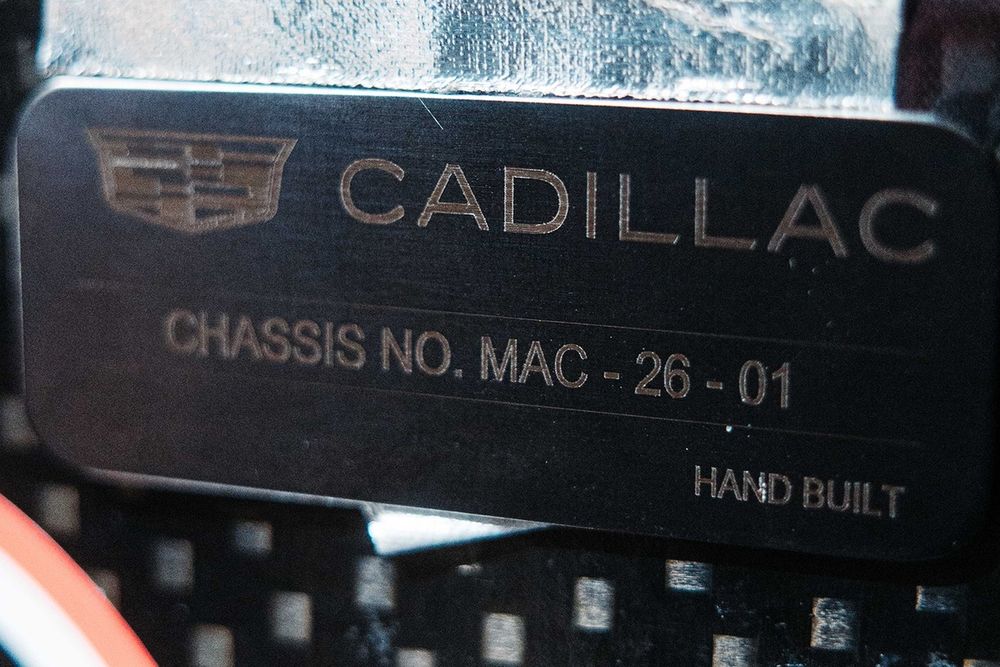 CADILLAC
CHASSIS NO. MAC - 26 - 01
HAND BUILT